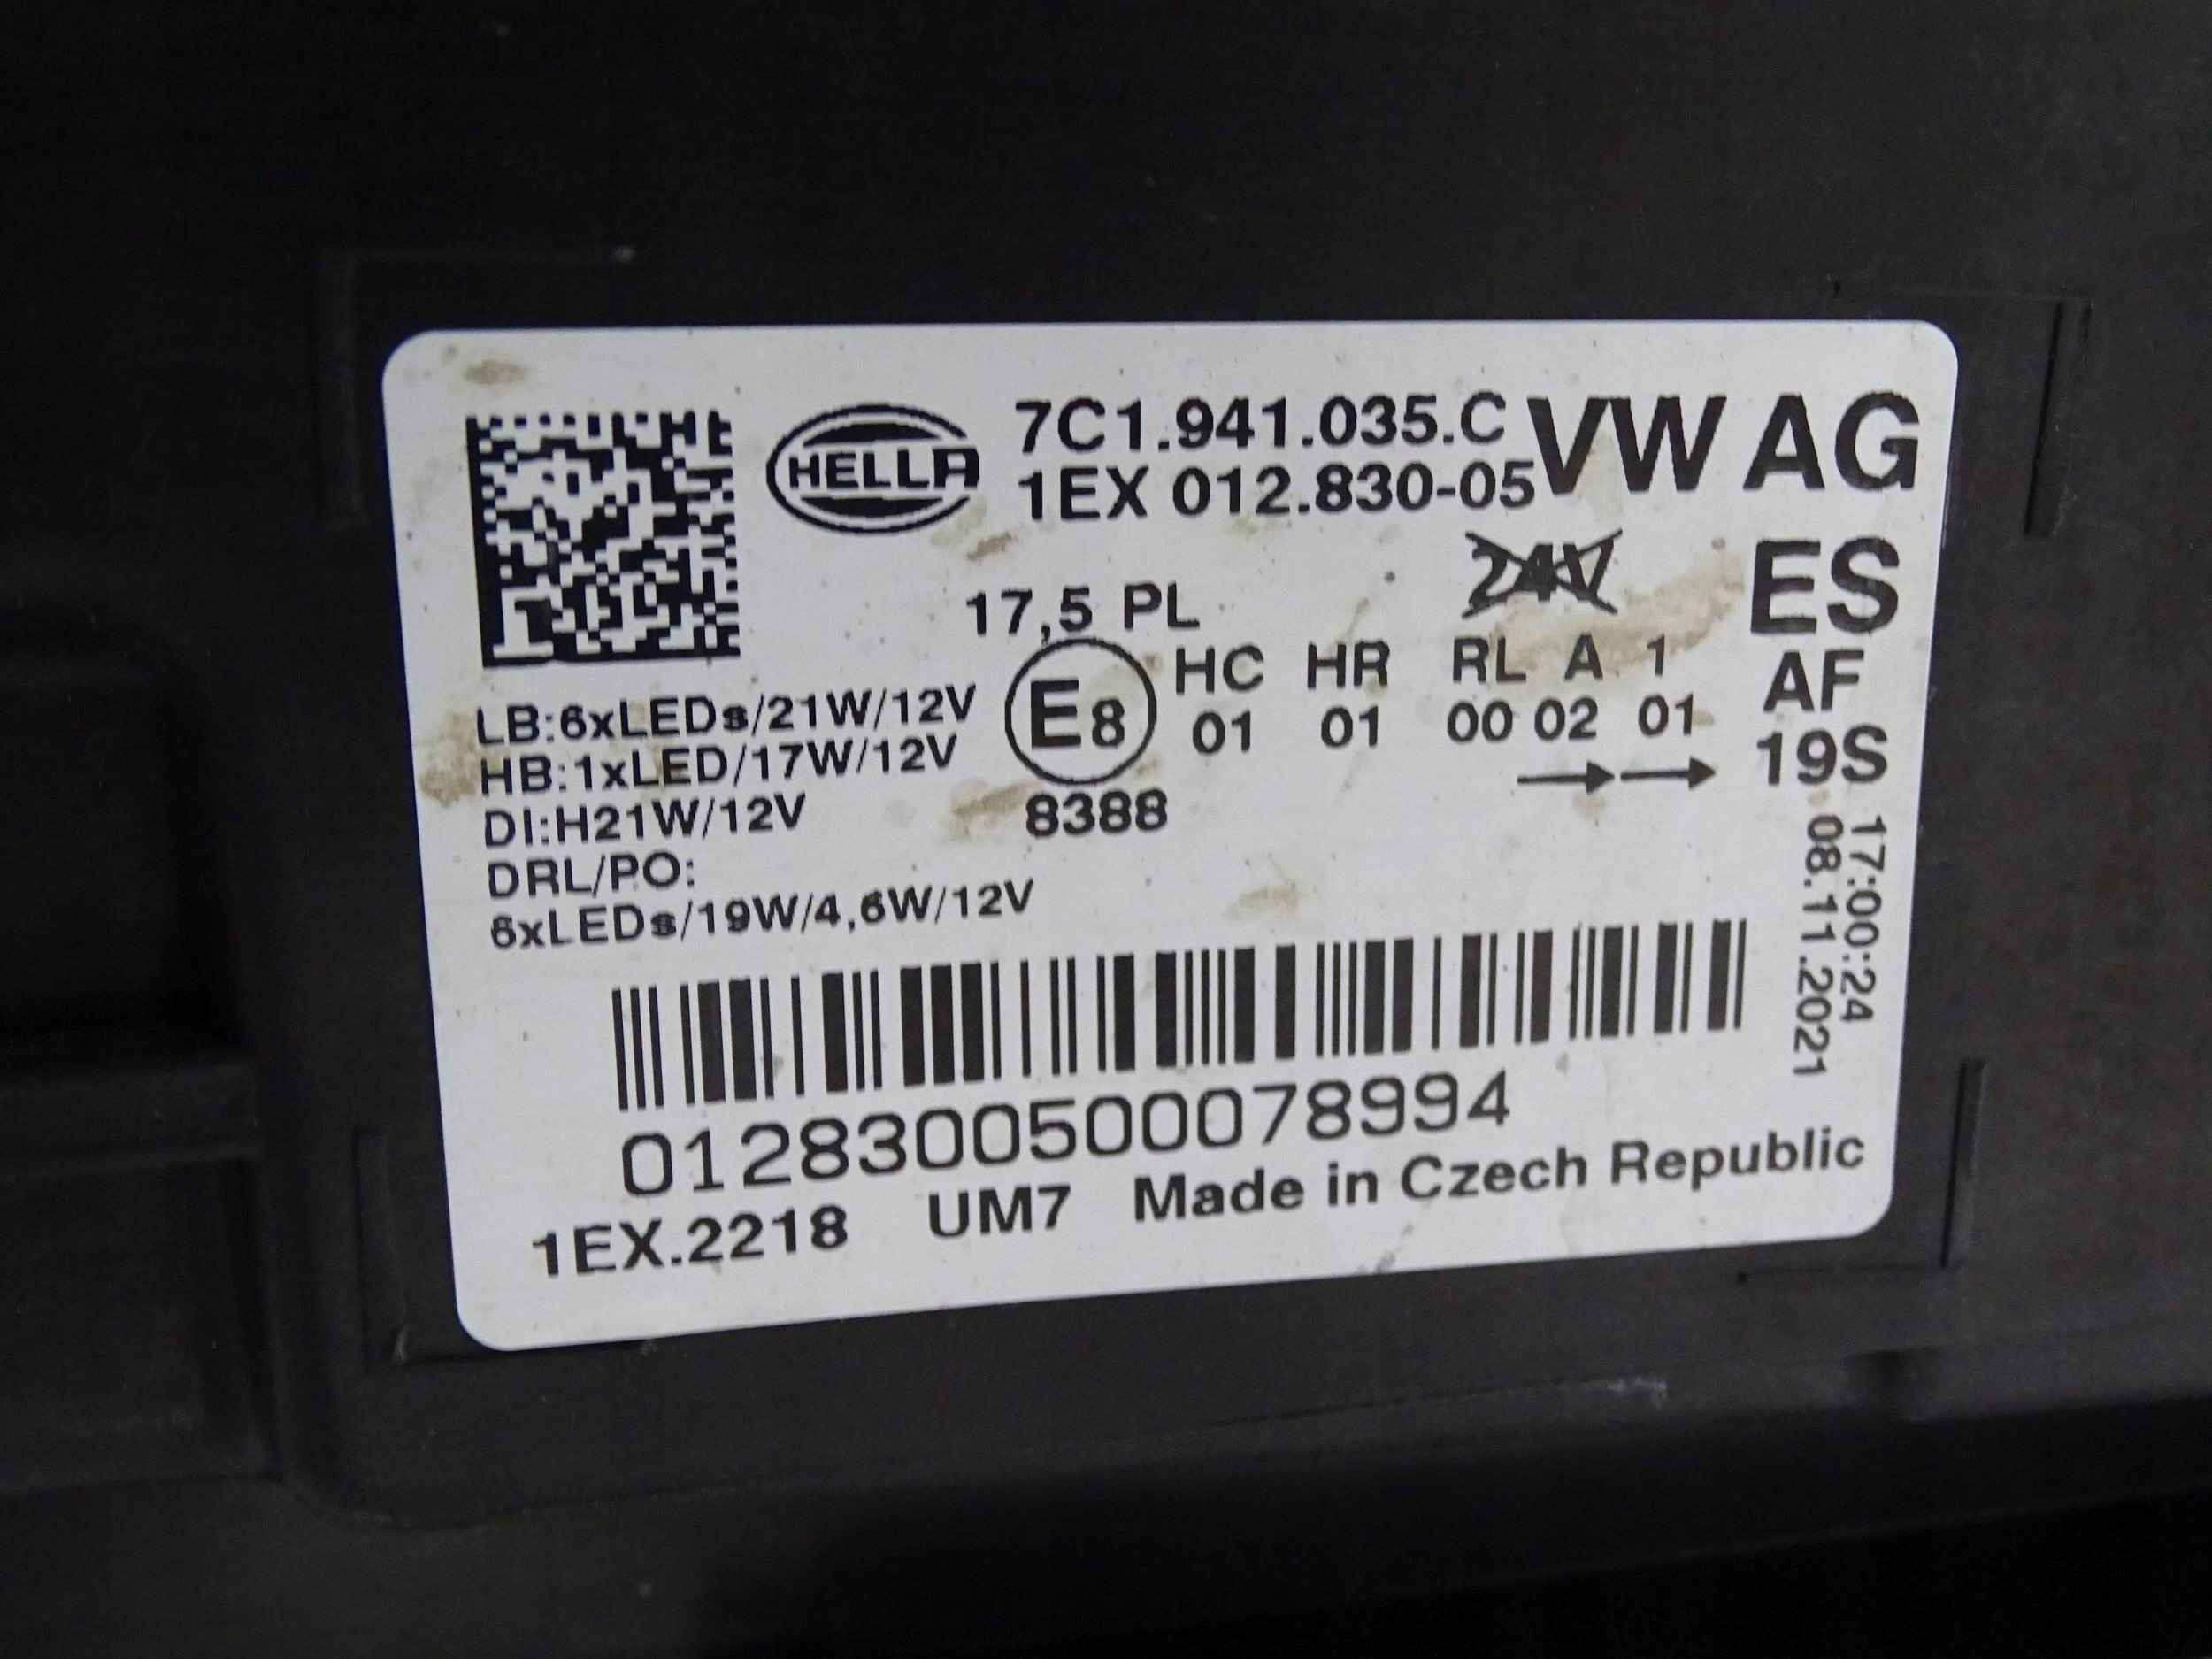 HELLA
7C1.941.035.C
1EX 012.830-05
VW AG
17,5 PL
24V
ES
HC HR RL A 1
AF
LB:6xLEDs/21W/12V
E8
01 01 00 02 01
HB:1xLED/17W/12V
19S
DI:H21W/12V
8388
DRL/PO:
6xLEDs/19W/4,6W/12V
17:00:24
08.11.2021
0128300500078994
1EX.2218 UM7 Made in Czech Republic